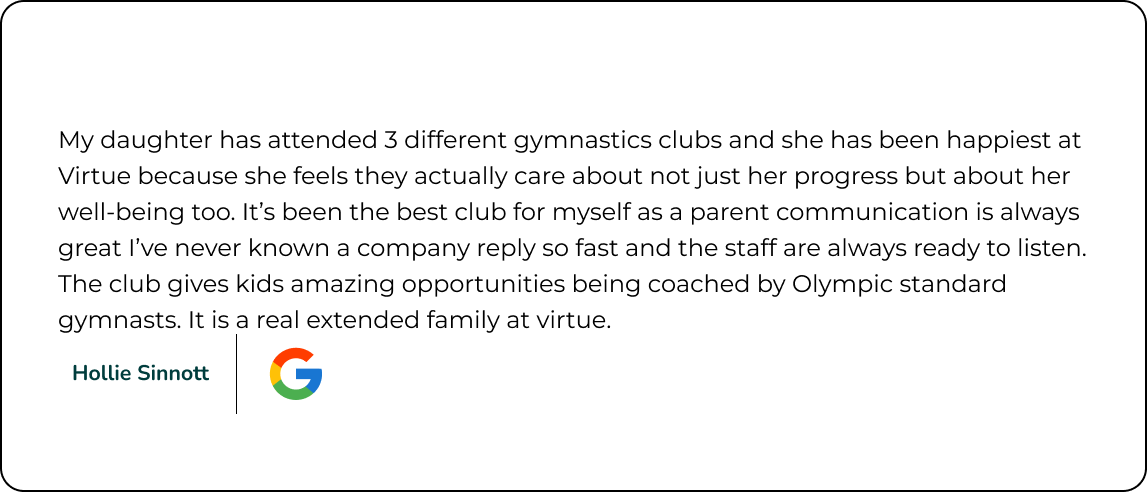 My daughter has attended 3 different gymnastics clubs and she has been happiest at
Virtue because she feels they actually care about not just her progress but about her
well-being too. It’s been the best club for myself as a parent communication is always
great I’ve never known a company reply so fast and the staff are always ready to listen.
The club gives kids amazing opportunities being coached by Olympic standard
gymnasts. It is a real extended family at virtue.
Hollie Sinnott